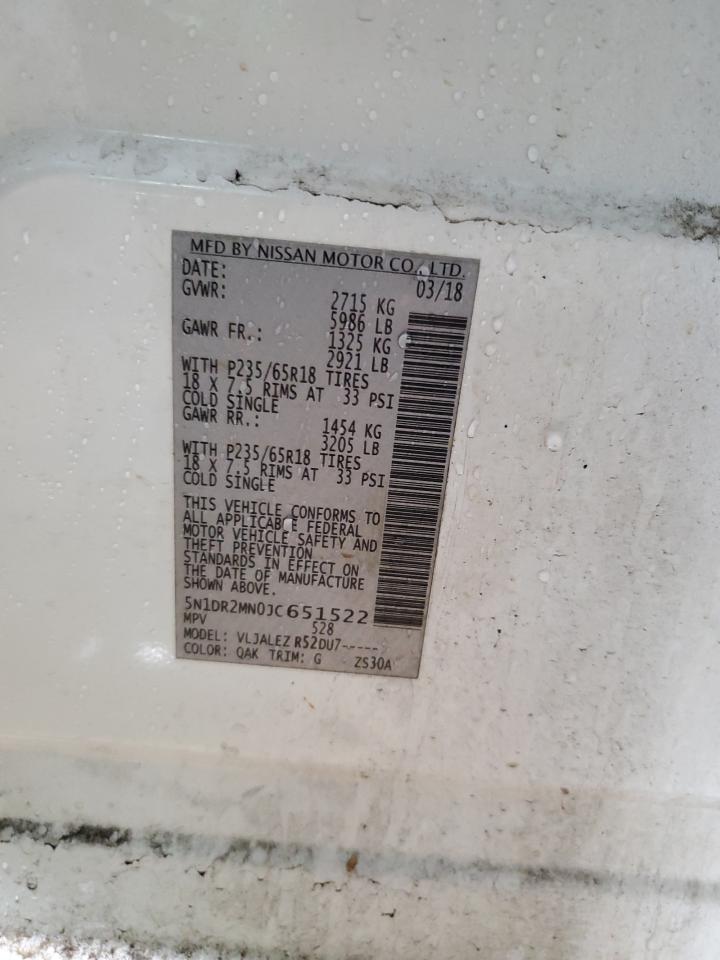 MFD BY NISSAN MOTOR CO., LTD.
DATE: 03/18
GVWR: 2715 KG
5986 LB
GAWR FR.: 1325 KG
2921 LB
WITH P235/65R18 TIRES
18 X 7.5 RIMS AT 33 PSI
COLD SINGLE
GAWR RR.: 1454 KG
3205 LB
WITH P235/65R18 TIRES
18 X 7.5 RIMS AT 33 PSI
COLD SINGLE
THIS VEHICLE CONFORMS TO
ALL APPLICABLE FEDERAL
MOTOR VEHICLE SAFETY AND
THEFT PREVENTION
STANDARDS IN EFFECT ON
THE DATE OF MANUFACTURE
SHOWN ABOVE.
5N1DR2MN0JC651522
MPV 528
MODEL: VLJALEZ R52DU7-----
COLOR: QAK TRIM: G ZS30A